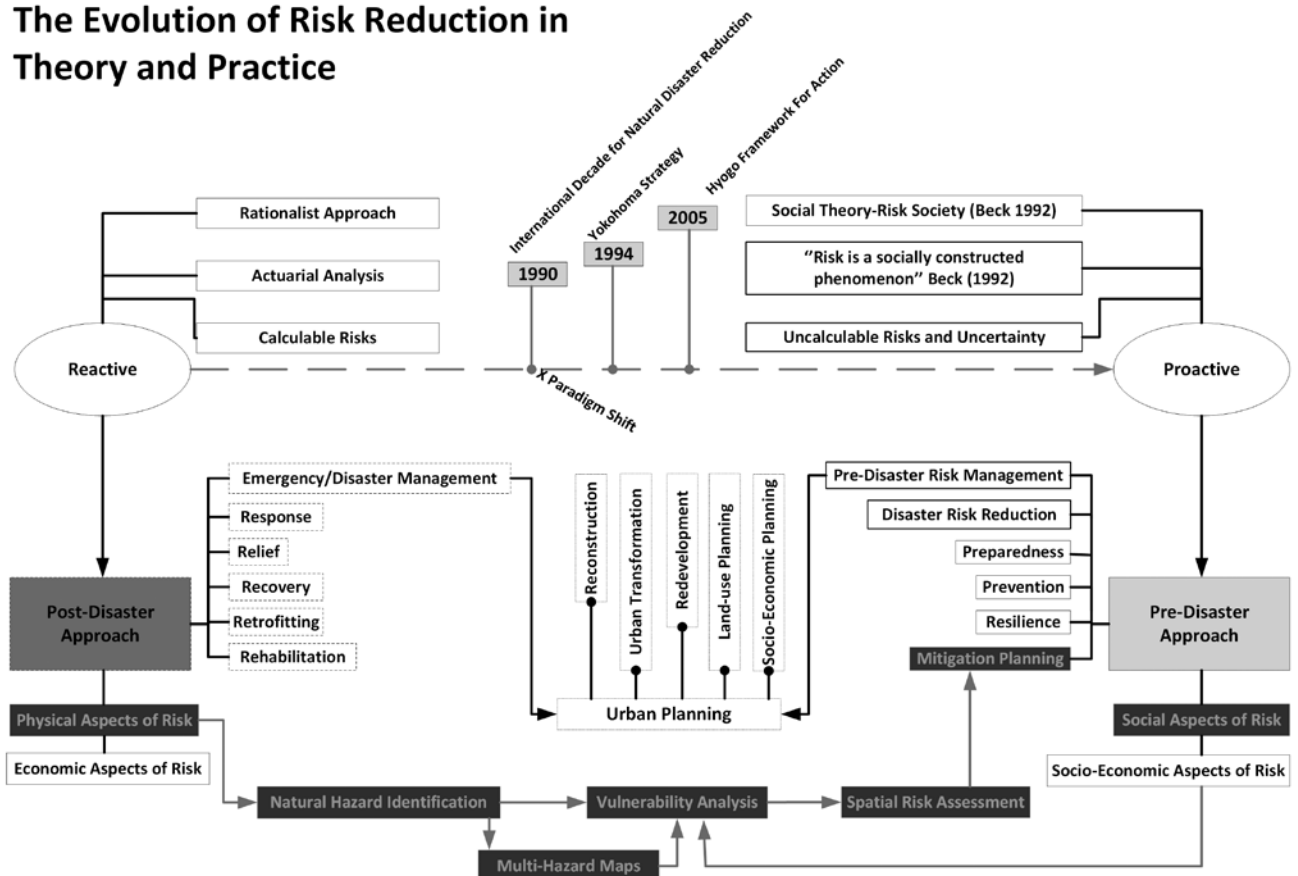 The Evolution of Risk Reduction in
Theory and Practice
International Decade for Natural Disaster Reduction
Yokohoma Strategy
Hyogo Framework For Action
1990
1994
2005
X Paradigm Shift
Rationalist Approach
Actuarial Analysis
Calculable Risks
Reactive
Social Theory-Risk Society (Beck 1992)
”Risk is a socially constructed
phenomenon” Beck (1992)
Uncalculable Risks and Uncertainty
Proactive
Emergency/Disaster Management
Response
Relief
Recovery
Retrofitting
Rehabilitation
Post-Disaster
Approach
Reconstruction
Urban Transformation
Redevelopment
Land-use Planning
Socio-Economic Planning
Urban Planning
Pre-Disaster Risk Management
Disaster Risk Reduction
Preparedness
Prevention
Resilience
Mitigation Planning
Pre-Disaster
Approach
Physical Aspects of Risk
Economic Aspects of Risk
Social Aspects of Risk
Socio-Economic Aspects of Risk
Natural Hazard Identification
Vulnerability Analysis
Spatial Risk Assessment
Multi-Hazard Maps